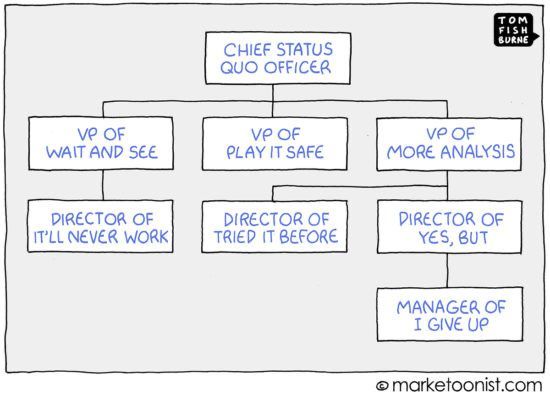 TOM
FISH
BURNE
CHIEF STATUS
QUO OFFICER
VP OF
WAIT AND SEE
VP OF
PLAY IT SAFE
VP OF
MORE ANALYSIS
DIRECTOR OF
IT'LL NEVER WORK
DIRECTOR OF
TRIED IT BEFORE
DIRECTOR OF
YES, BUT
MANAGER OF
I GIVE UP
© marketoonist.com